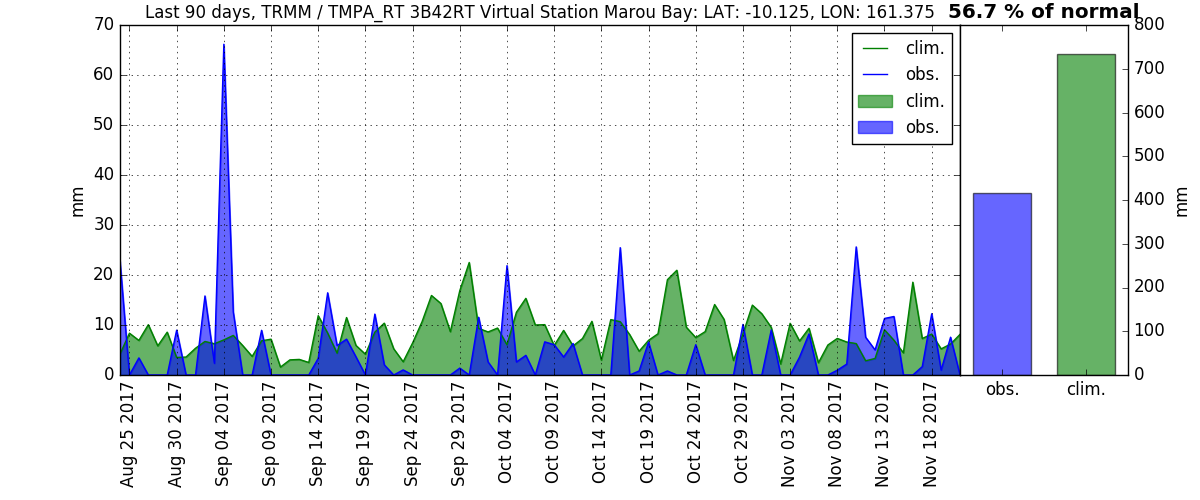 Last 90 days, TRMM / TMPA_RT 3B42RT Virtual Station Marou Bay: LAT: -10.125, LON: 161.375
56.7 % of normal
70
60
50
40
30
20
10
0
mm
clim.
obs.
clim.
obs.
800
700
600
500
400
300
200
100
0
mm
obs.
clim.
Aug 25 2017
Aug 30 2017
Sep 04 2017
Sep 09 2017
Sep 14 2017
Sep 19 2017
Sep 24 2017
Sep 29 2017
Oct 04 2017
Oct 09 2017
Oct 14 2017
Oct 19 2017
Oct 24 2017
Oct 29 2017
Nov 03 2017
Nov 08 2017
Nov 13 2017
Nov 18 2017